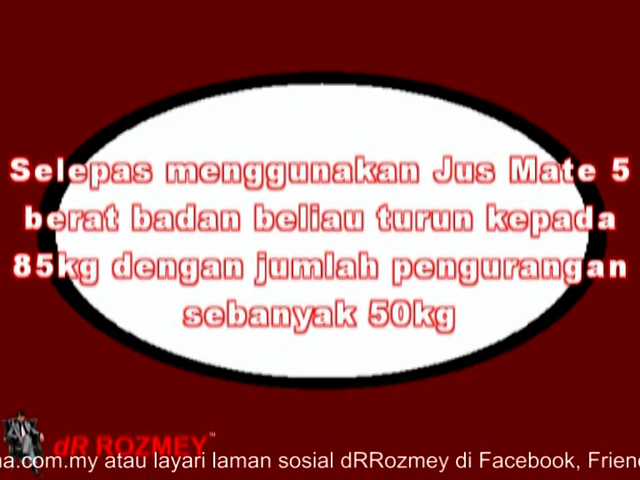 Selepas menggunakan Jus Mate 5
berat badan beliau turun kepada
85kg dengan jumlah pengurangan
sebanyak 50kg
dR ROZMEY™
atau layari laman sosial dRRozmey di Facebook,